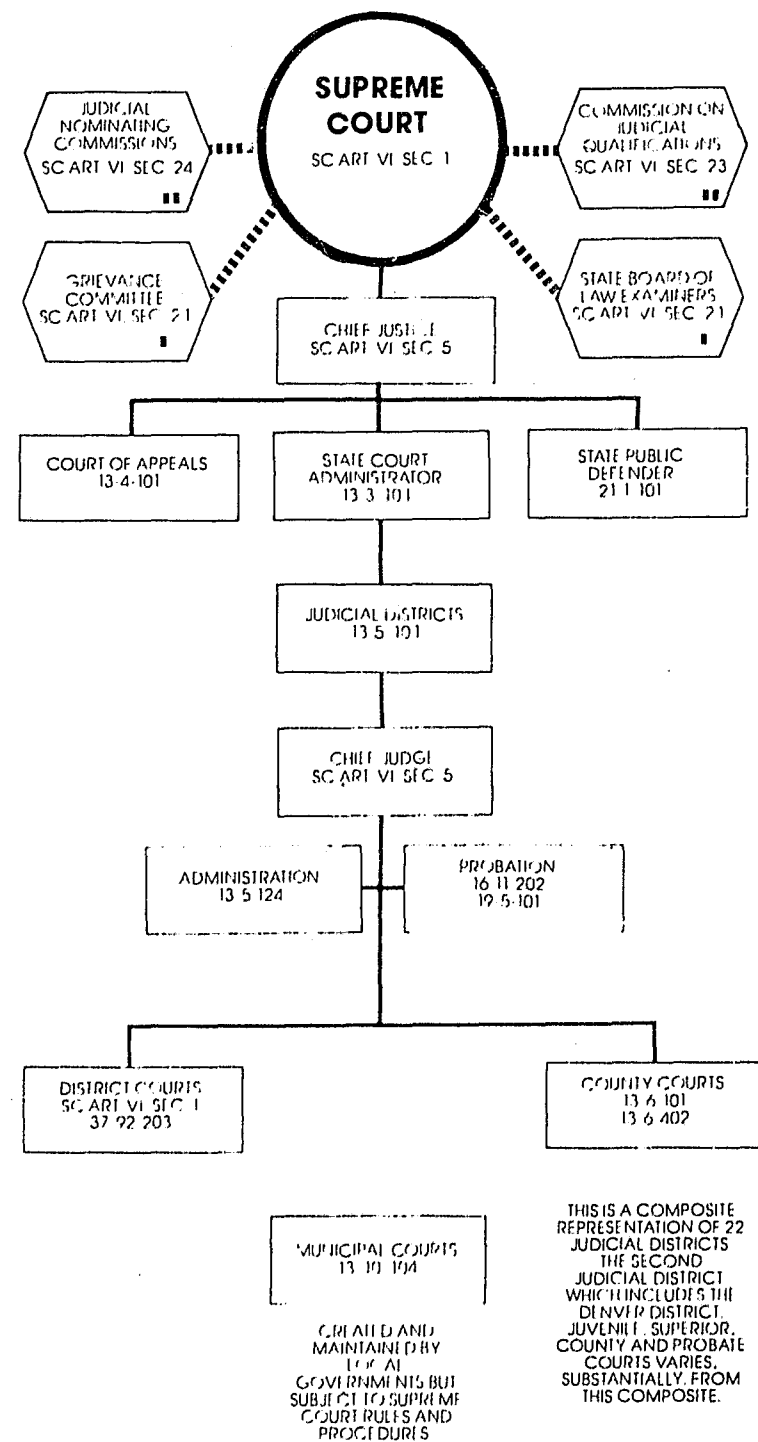 SUPREME
COURT
SC ART VI SEC 1
JUDICIAL
NOMINATING
COMMISSIONS
SC ART VI SEC 24
COMMISSION ON
JUDICIAL
QUALIFICATIONS
SC ART VI SEC 23
GRIEVANCE
COMMITTEE
SC ART VI SEC 21
STATE BOARD OF
LAW EXAMINERS
SC ART VI SEC 21
CHIEF JUSTICE
SC ART VI SEC 5
COURT OF APPEALS
13-4-101
STATE COURT
ADMINISTRATOR
13 3 101
STATE PUBLIC
DEFENDER
21 1 101
JUDICIAL DISTRICTS
13 5 101
CHIEF JUDGE
SC ART VI SEC 5
ADMINISTRATION
13 5 124
PROBATION
16 11 202
19 5-101
DISTRICT COURTS
SC ART VI SEC 1
37 92 203
COUNTY COURTS
13 6 101
13 6 402
MUNICIPAL COURTS
13 10 104
CREATED AND
MAINTAINED BY
LOCAL
GOVERNMENTS BUT
SUBJECT TO SUPREME
COURT RULES AND
PROCEDURES
THIS IS A COMPOSITE
REPRESENTATION OF 22
JUDICIAL DISTRICTS
THE SECOND
JUDICIAL DISTRICT
WHICH INCLUDES THE
DENVER DISTRICT,
JUVENILE, SUPERIOR,
COUNTY AND PROBATE
COURTS VARIES,
SUBSTANTIALLY, FROM
THIS COMPOSITE.